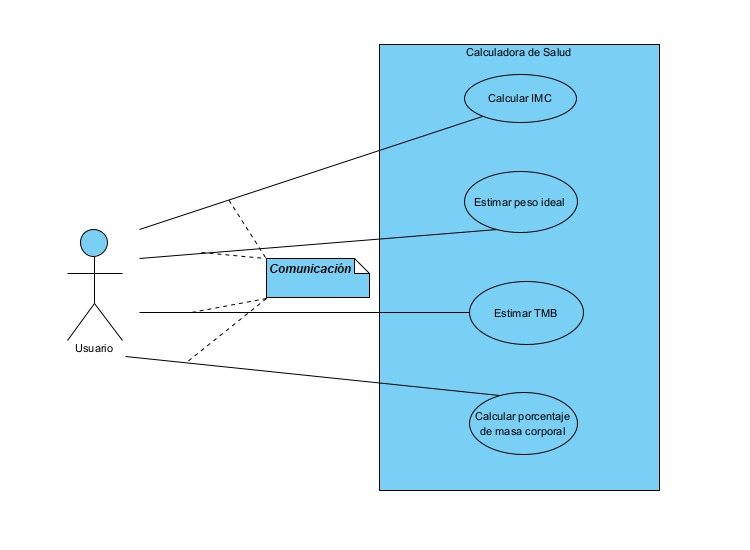 Calculadora de Salud
Calcular IMC
Estimar peso ideal
Comunicación
Estimar TMB
Usuario
Calcular porcentaje
de masa corporal